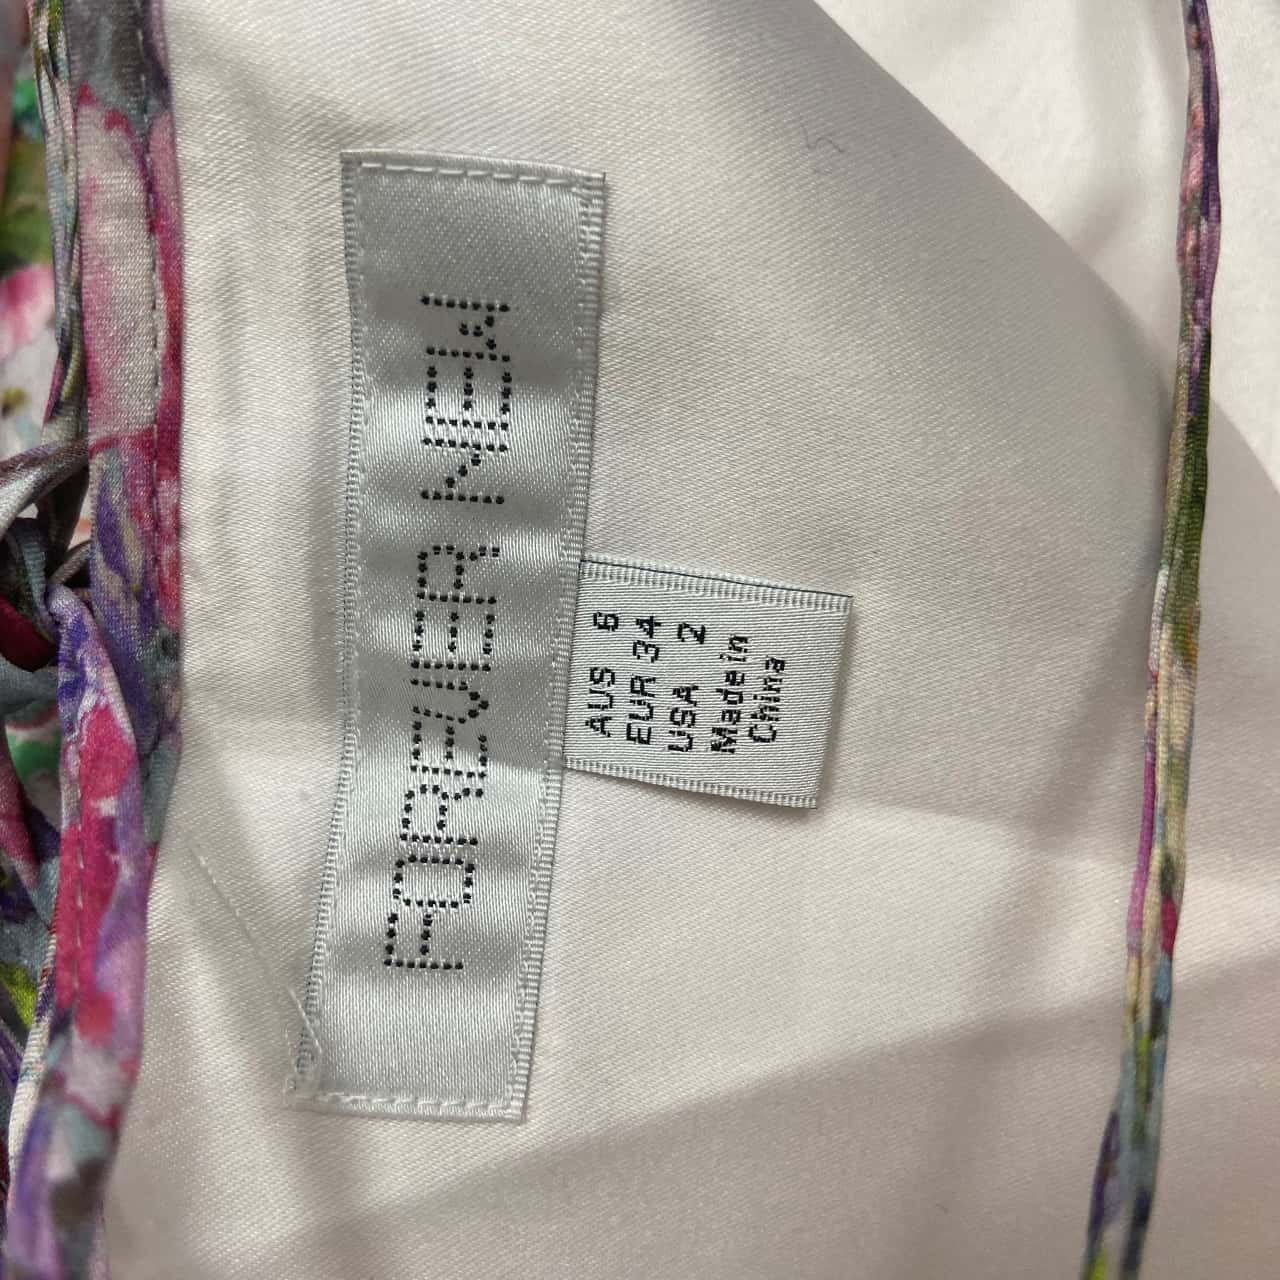 FOREVER NEW
AUS 6
EUR 34
USA 2
Made in
China